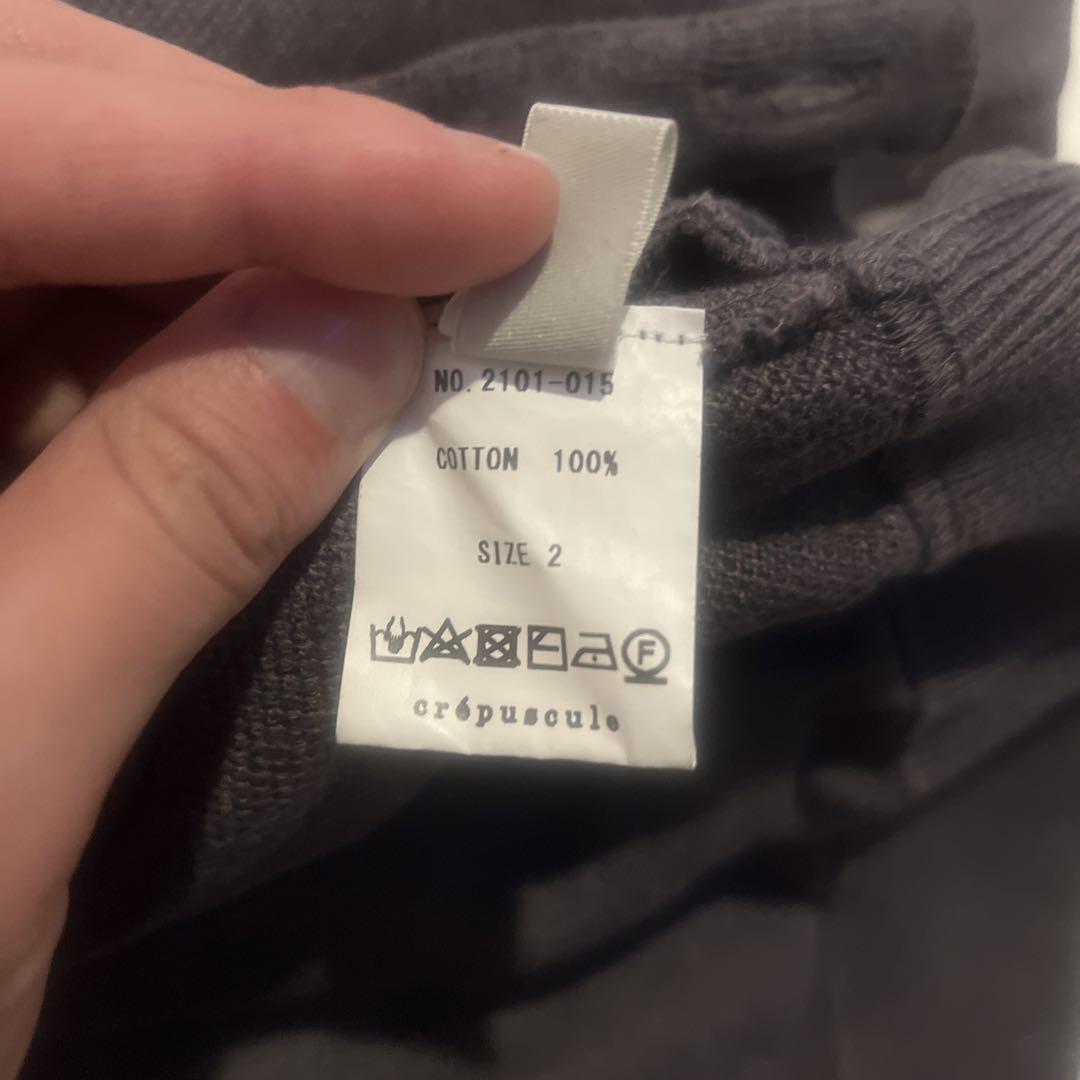 NO. 2101-015
COTTON 100%
SIZE 2
F
crépuscule